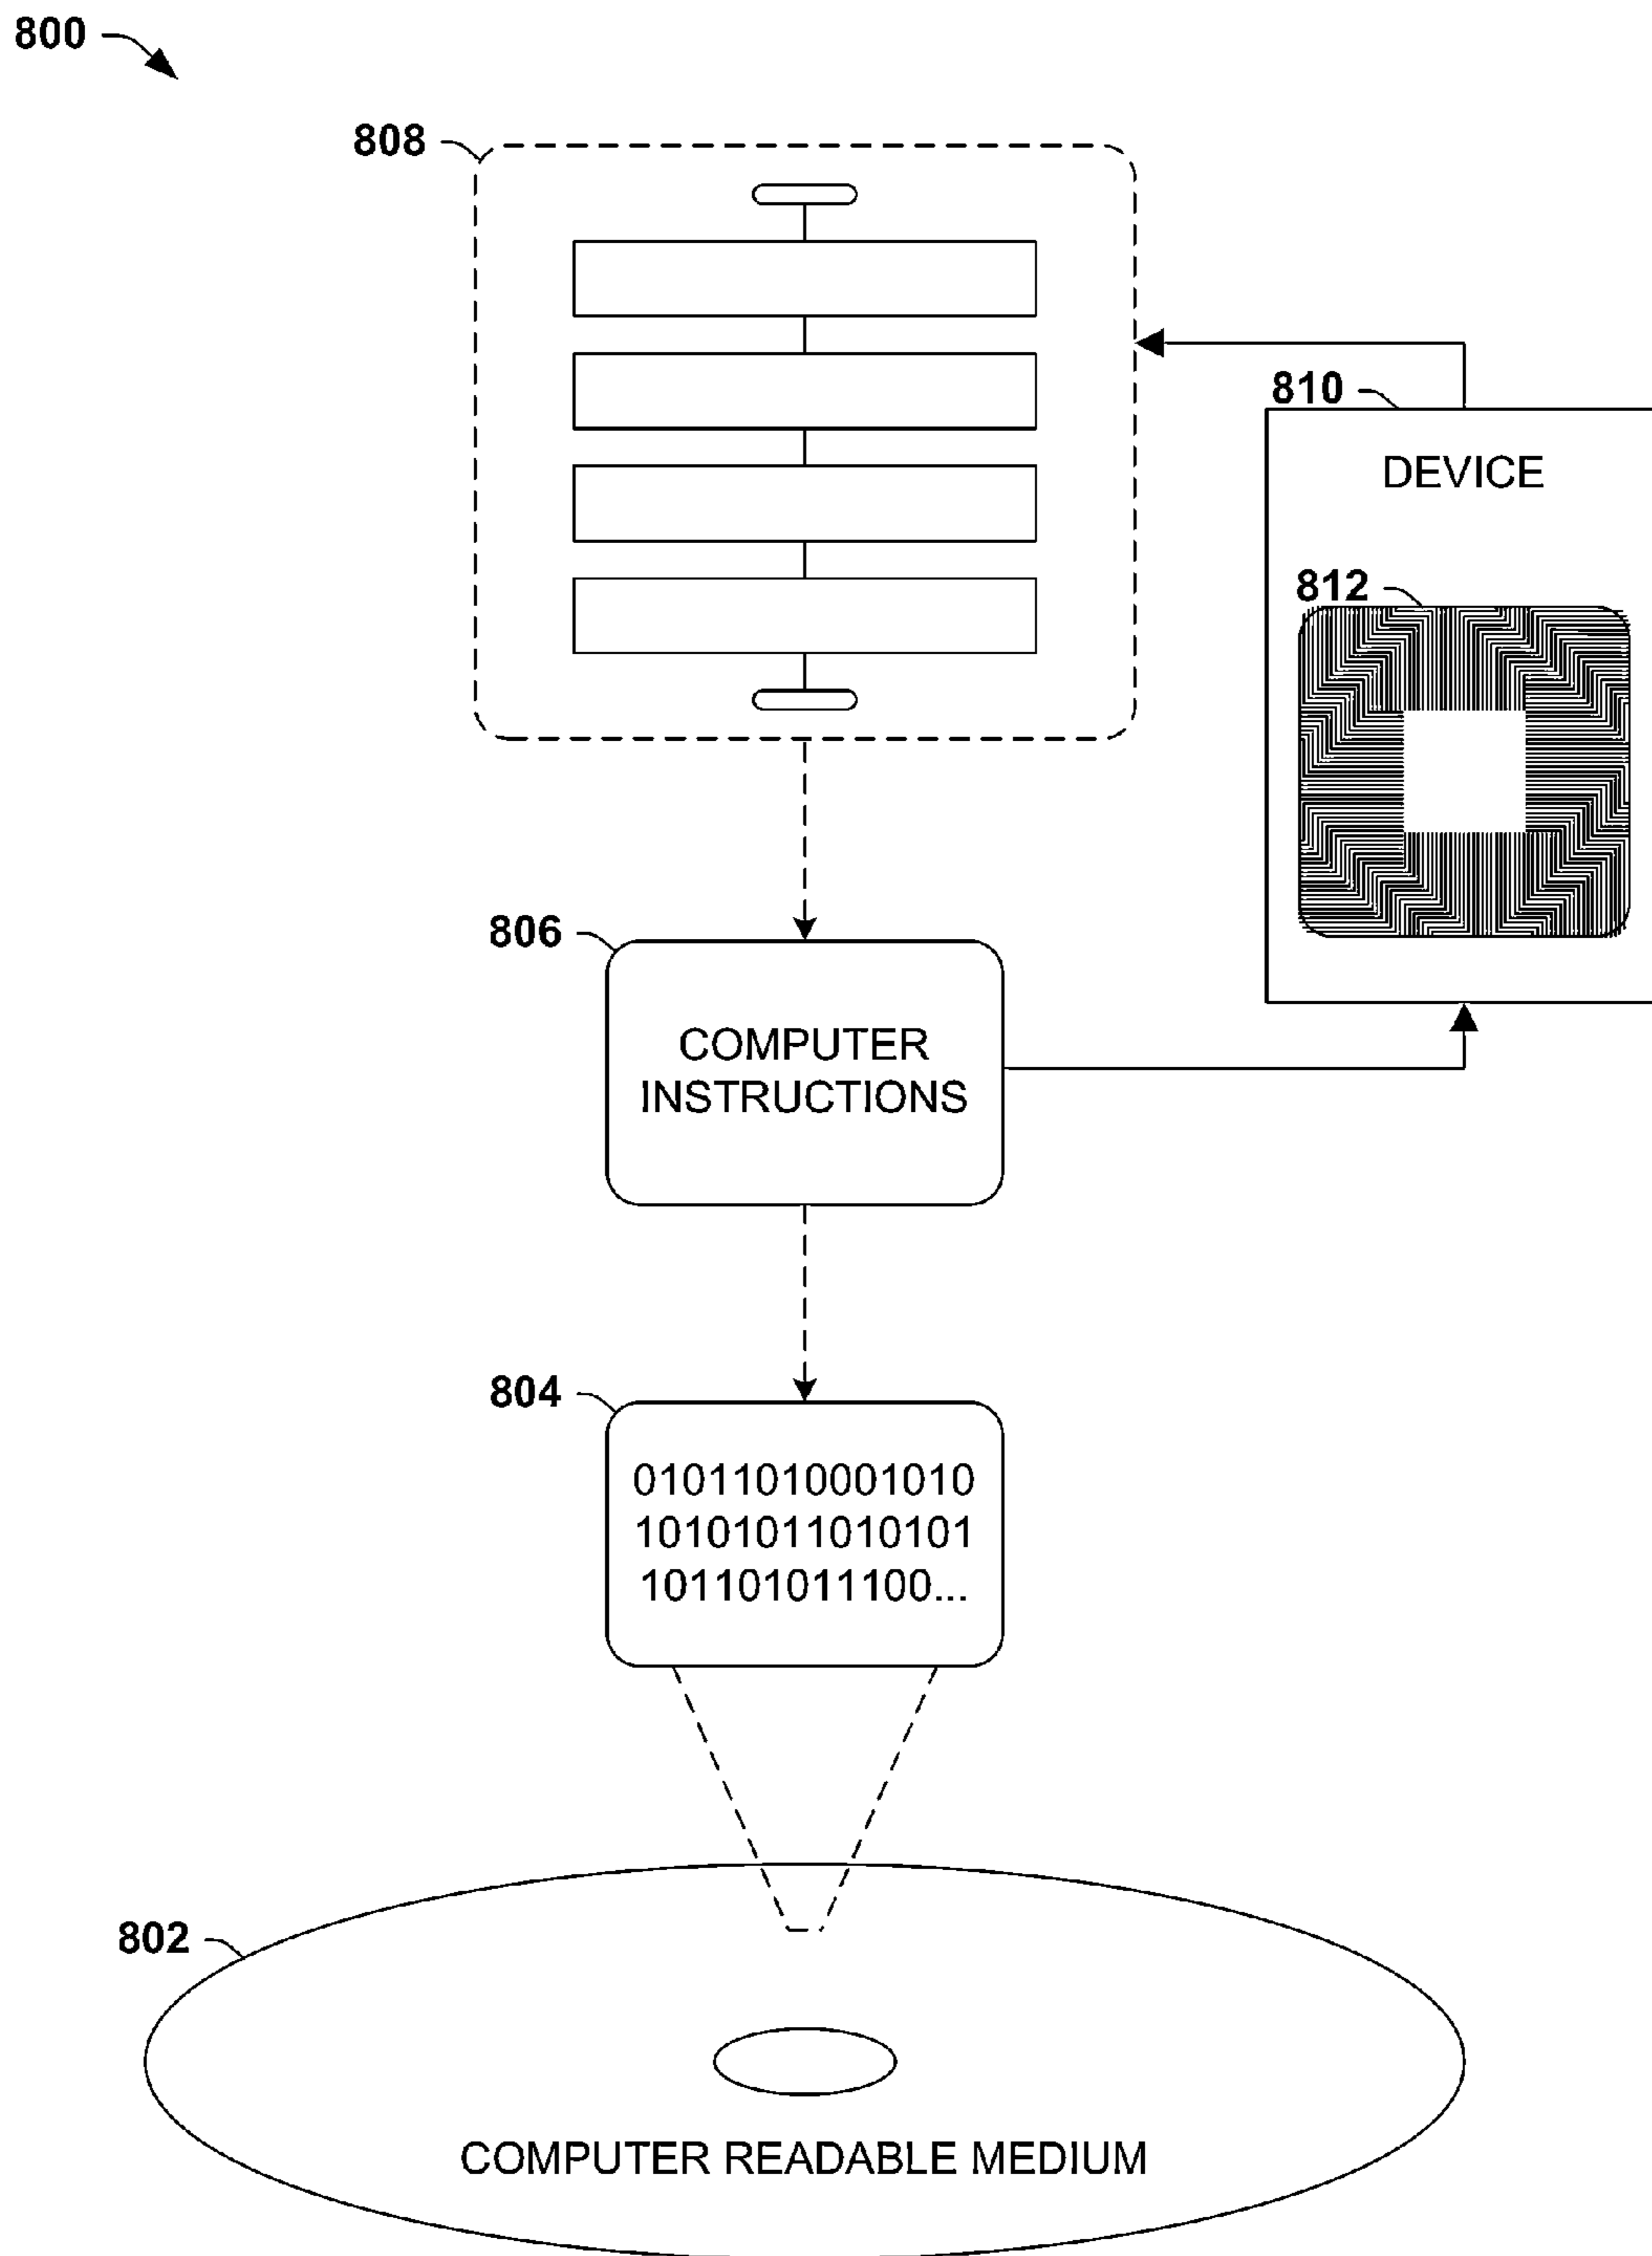 800
808
810
DEVICE
812
806
COMPUTER
INSTRUCTIONS
804
01011010001010
10101011010101
101101011100...
802
COMPUTER READABLE MEDIUM